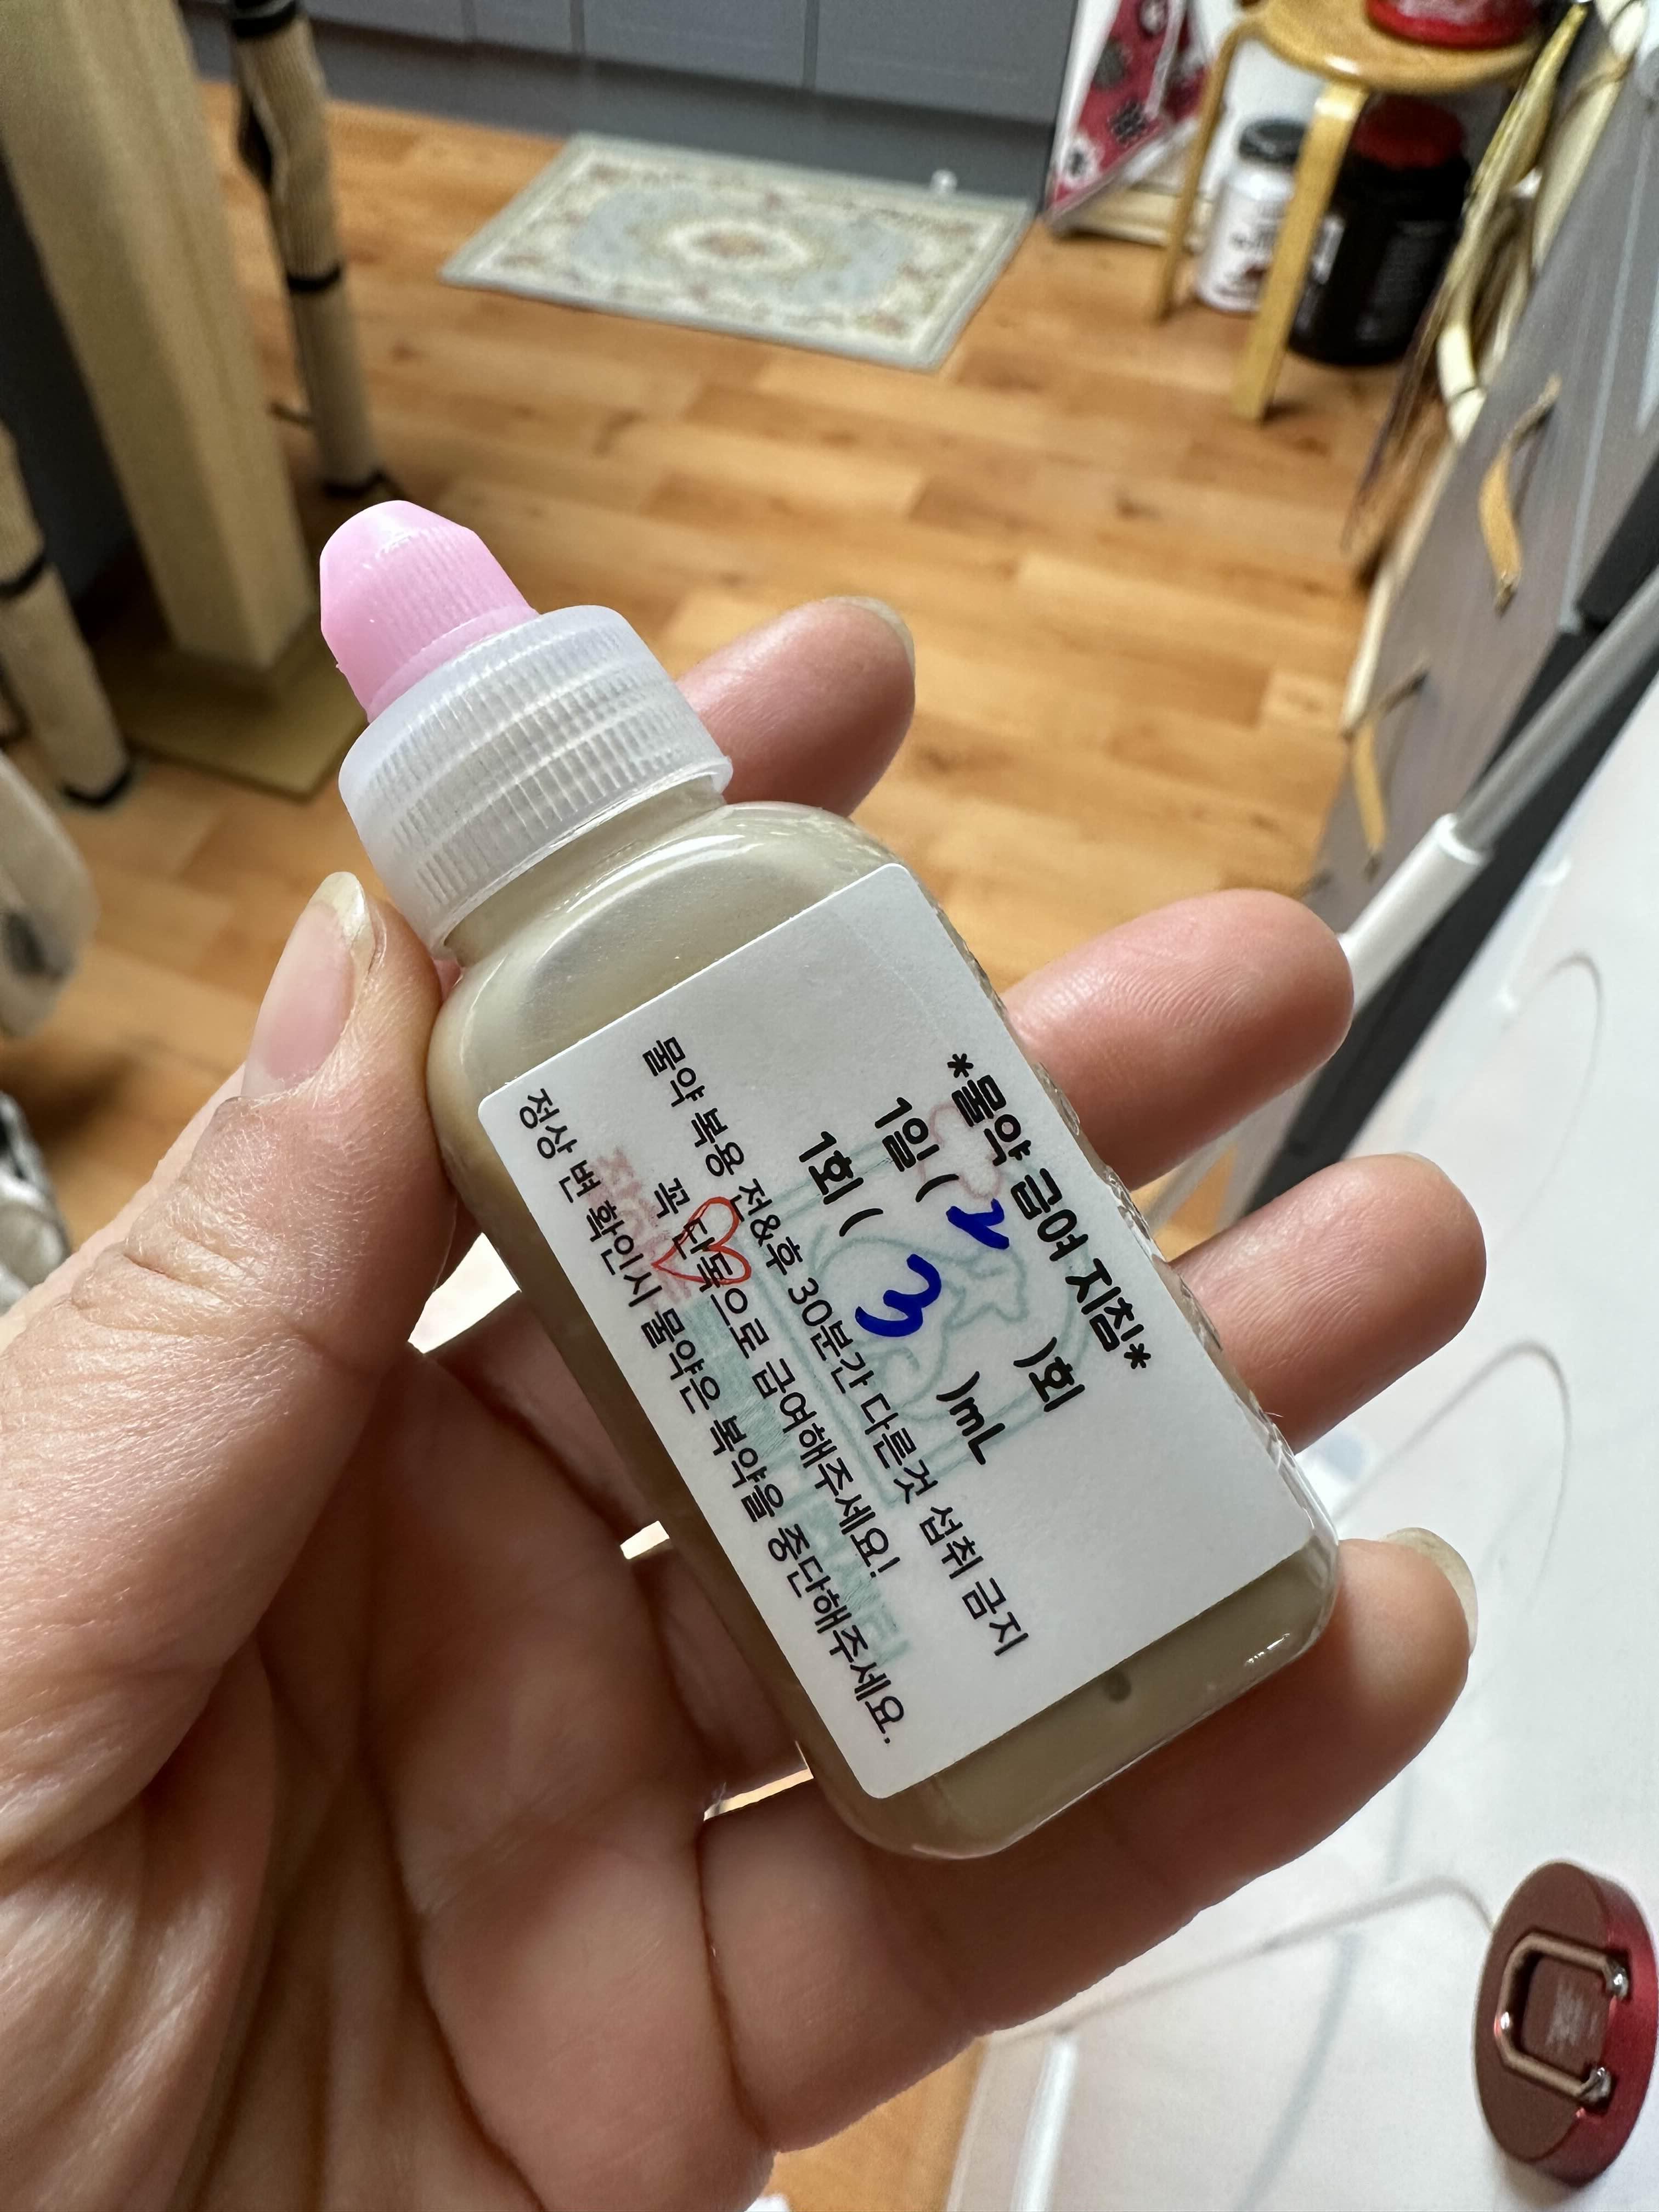 *물약 급여 지침*
1일( 2 )회
1회( 3 )mL
물약 복용 전&후 30분간 다른것 섭취 금지
꼭 단독으로 급여해주세요!
정상 변 확인시 물약은 복약을 중단해주세요.